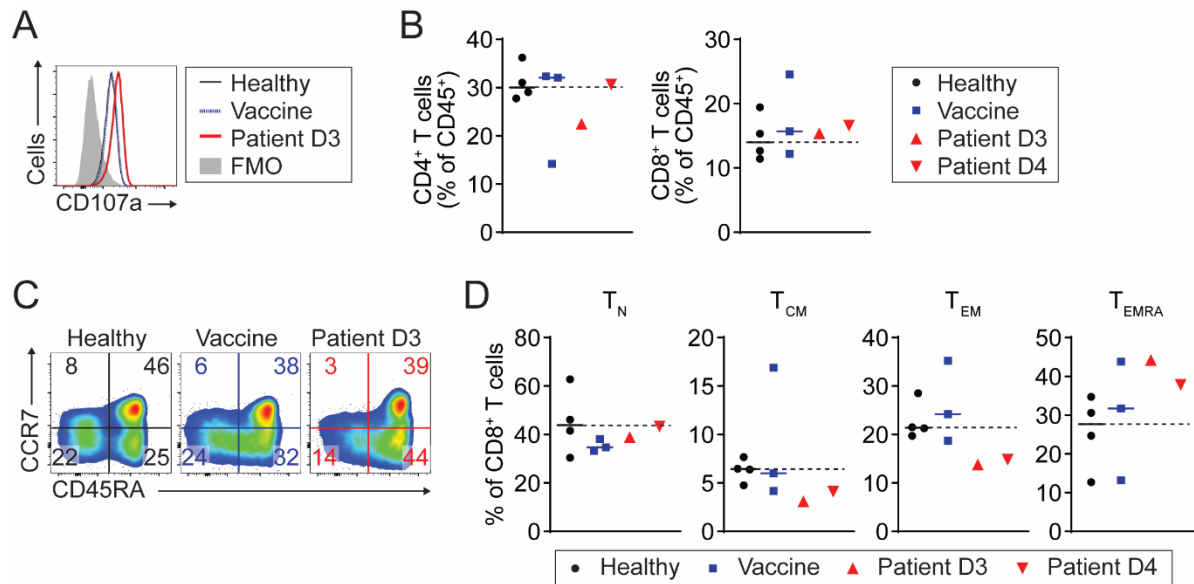 A
Cells
CD107a
Healthy
Vaccine
Patient D3
FMO
B
CD4⁺ T cells
(% of CD45⁺)
40
30
20
10
0
CD8⁺ T cells
(% of CD45⁺)
30
20
10
0
Healthy
Vaccine
Patient D3
Patient D4
C
Healthy Vaccine Patient D3
8 46 6 38 3 39
22 25 24 32 14 44
CCR7
CD45RA
D
T_N T_CM T_EM T_EMRA
% of CD8⁺ T cells
80
60
40
20
0
20
15
10
5
0
40
30
20
10
0
50
40
30
20
10
0
Healthy Vaccine Patient D3 Patient D4